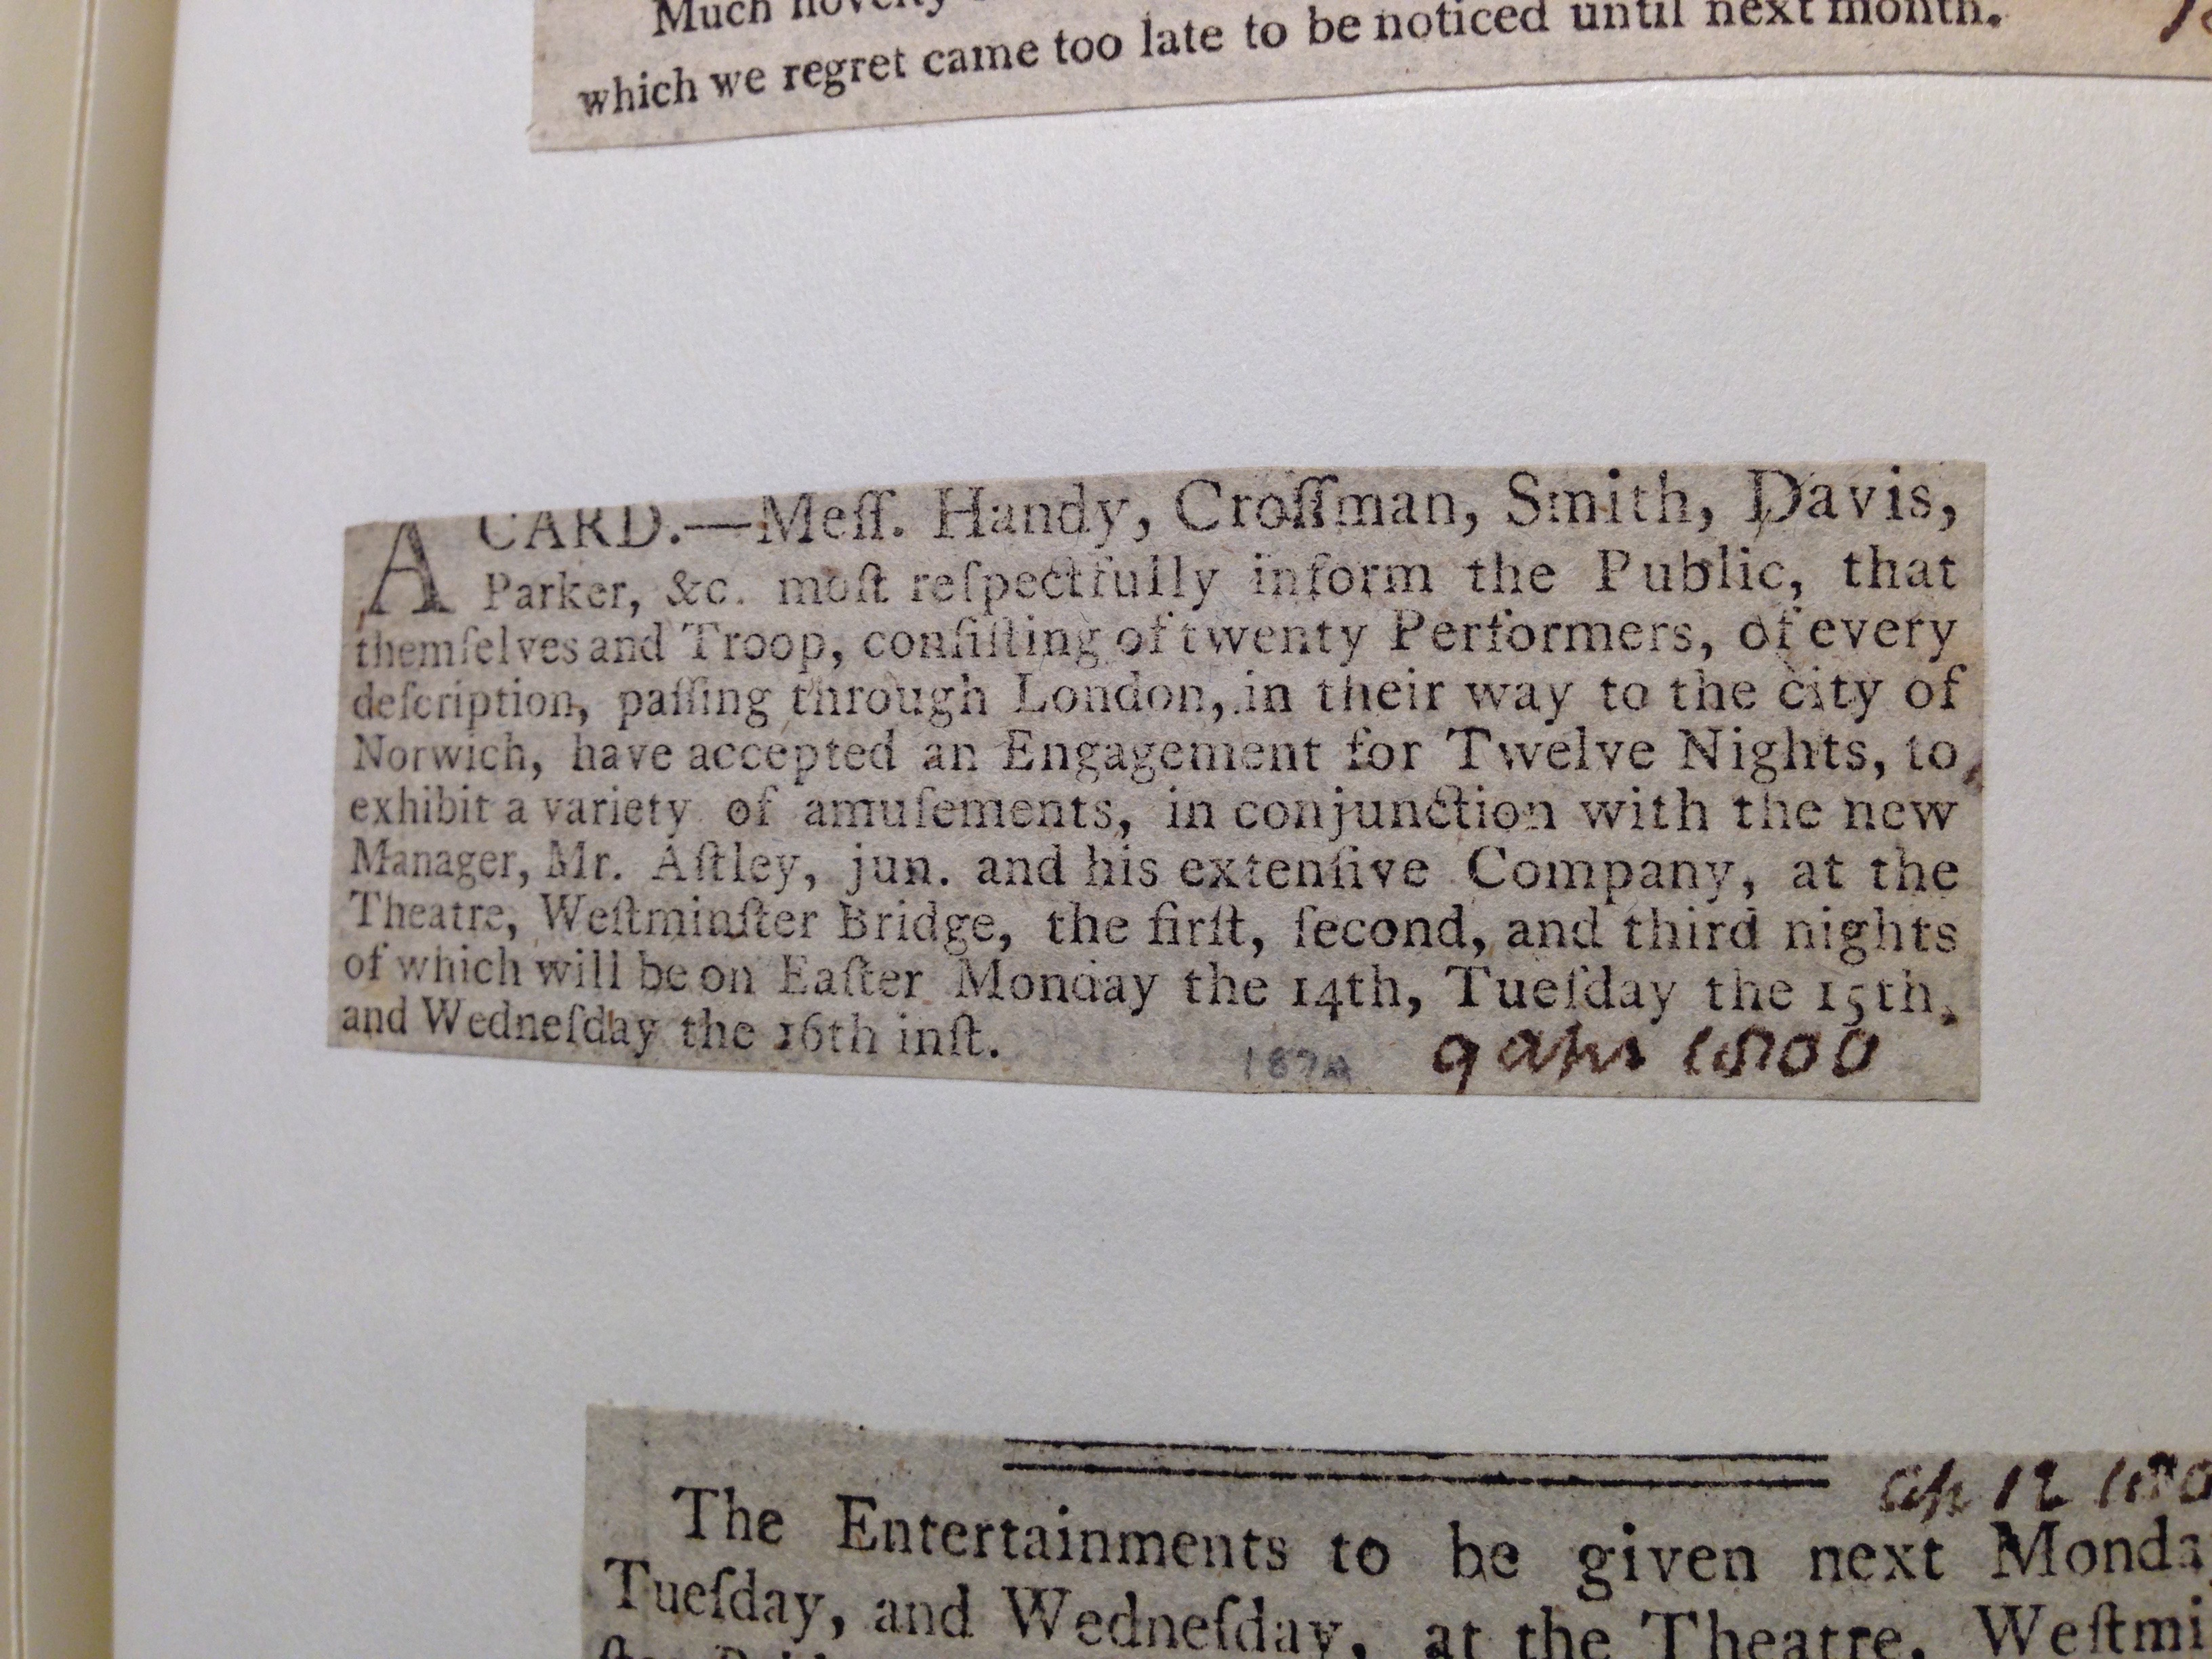 Much novelty
which we regret came too late to be noticed until next month.
A CARD.—Meſſ. Handy, Croſſman, Smith, Davis,
Parker, &c. moſt reſpectfully inform the Public, that
themſelves and Troop, conſiſting of twenty Performers, of every
deſcription, paſſing through London, in their way to the city of
Norwich, have accepted an Engagement for Twelve Nights, to
exhibit a variety of amuſements, in conjunction with the new
Manager, Mr. Aſtley, jun. and his extenſive Company, at the
Theatre, Weſtminſter Bridge, the firſt, ſecond, and third nights
of which will be on Eaſter Monday the 14th, Tueſday the 15th,
and Wedneſday the 16th inſt.
9 Apr 1800
Ap 12 180
The Entertainments to be given next Monda
Tueſday, and Wedneſday, at the Theatre, Weſtmi